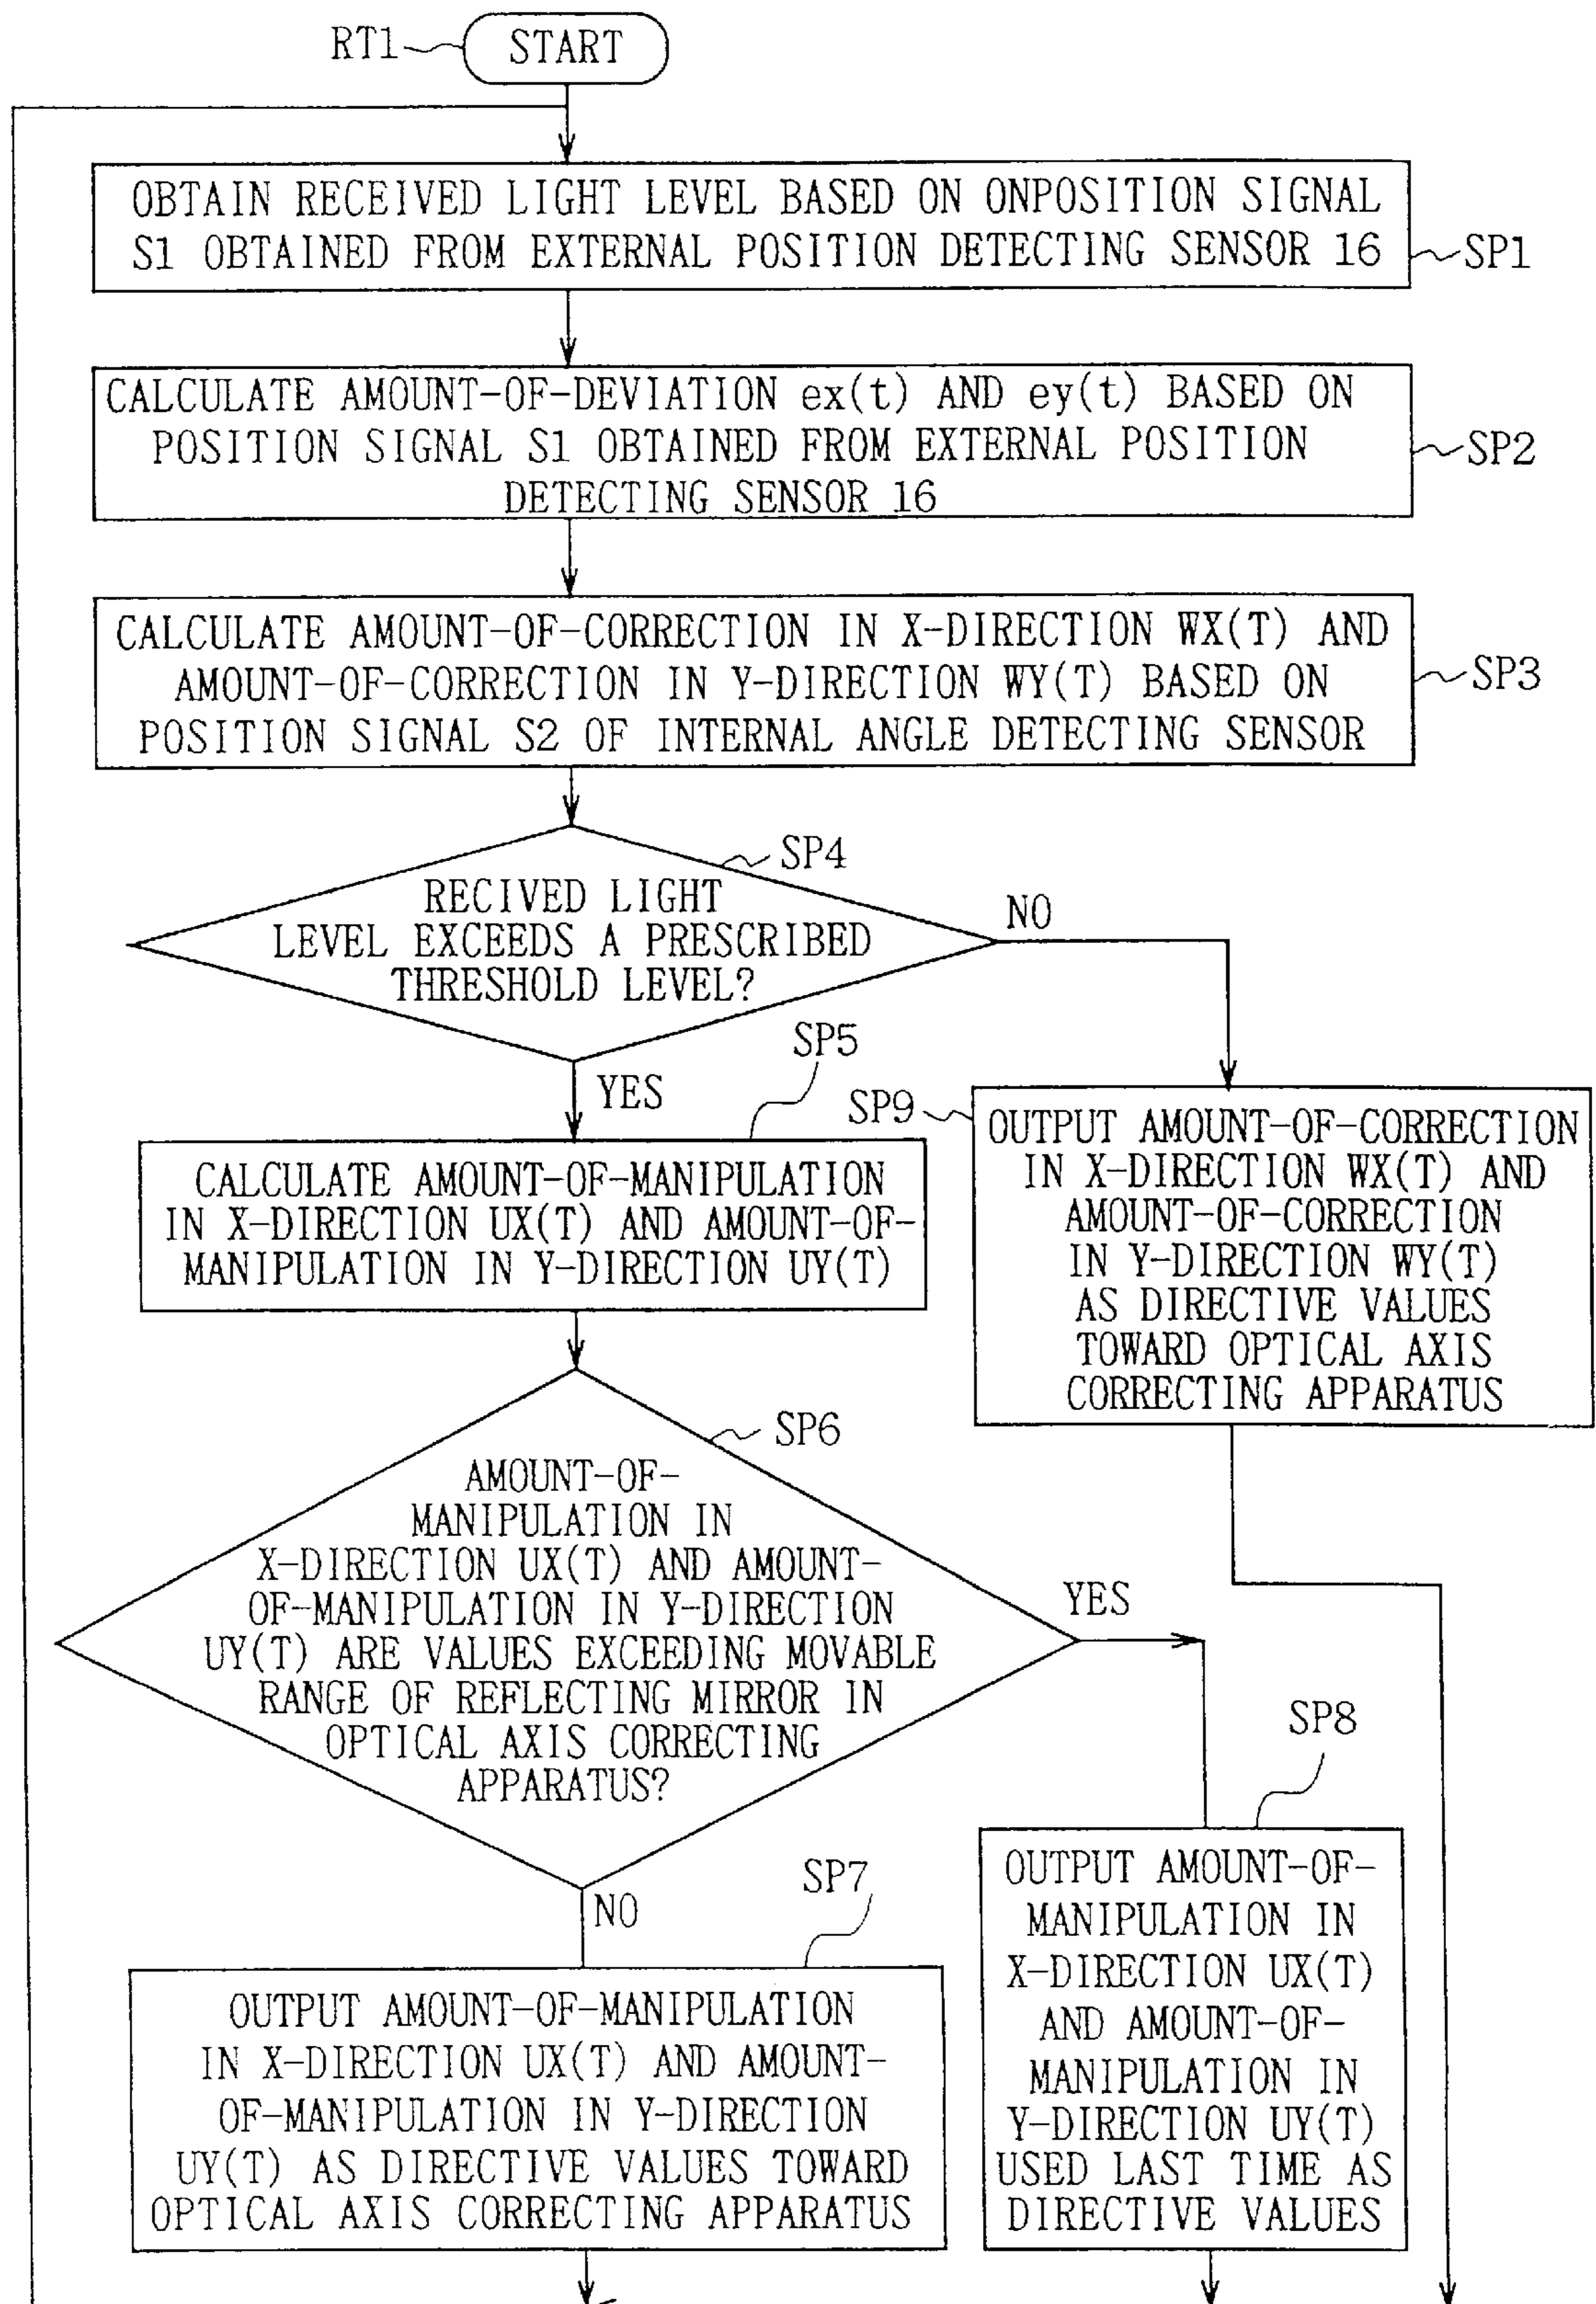 RT1
START
OBTAIN RECEIVED LIGHT LEVEL BASED ON ONPOSITION SIGNAL
S1 OBTAINED FROM EXTERNAL POSITION DETECTING SENSOR 16
SP1
CALCULATE AMOUNT-OF-DEVIATION ex(t) AND ey(t) BASED ON
POSITION SIGNAL S1 OBTAINED FROM EXTERNAL POSITION
DETECTING SENSOR 16
SP2
CALCULATE AMOUNT-OF-CORRECTION IN X-DIRECTION WX(T) AND
AMOUNT-OF-CORRECTION IN Y-DIRECTION WY(T) BASED ON
POSITION SIGNAL S2 OF INTERNAL ANGLE DETECTING SENSOR
SP3
SP4
RECIVED LIGHT
LEVEL EXCEEDS A PRESCRIBED
THRESHOLD LEVEL?
NO
YES
SP5
CALCULATE AMOUNT-OF-MANIPULATION
IN X-DIRECTION UX(T) AND AMOUNT-OF-
MANIPULATION IN Y-DIRECTION UY(T)
SP9
OUTPUT AMOUNT-OF-CORRECTION
IN X-DIRECTION WX(T) AND
AMOUNT-OF-CORRECTION
IN Y-DIRECTION WY(T)
AS DIRECTIVE VALUES
TOWARD OPTICAL AXIS
CORRECTING APPARATUS
SP6
AMOUNT-OF-
MANIPULATION IN
X-DIRECTION UX(T) AND AMOUNT-
OF-MANIPULATION IN Y-DIRECTION
UY(T) ARE VALUES EXCEEDING MOVABLE
RANGE OF REFLECTING MIRROR IN
OPTICAL AXIS CORRECTING
APPARATUS?
YES
NO
SP7
OUTPUT AMOUNT-OF-MANIPULATION
IN X-DIRECTION UX(T) AND AMOUNT-
OF-MANIPULATION IN Y-DIRECTION
UY(T) AS DIRECTIVE VALUES TOWARD
OPTICAL AXIS CORRECTING APPARATUS
SP8
OUTPUT AMOUNT-OF-
MANIPULATION IN
X-DIRECTION UX(T)
AND AMOUNT-OF-
MANIPULATION IN
Y-DIRECTION UY(T)
USED LAST TIME AS
DIRECTIVE VALUES